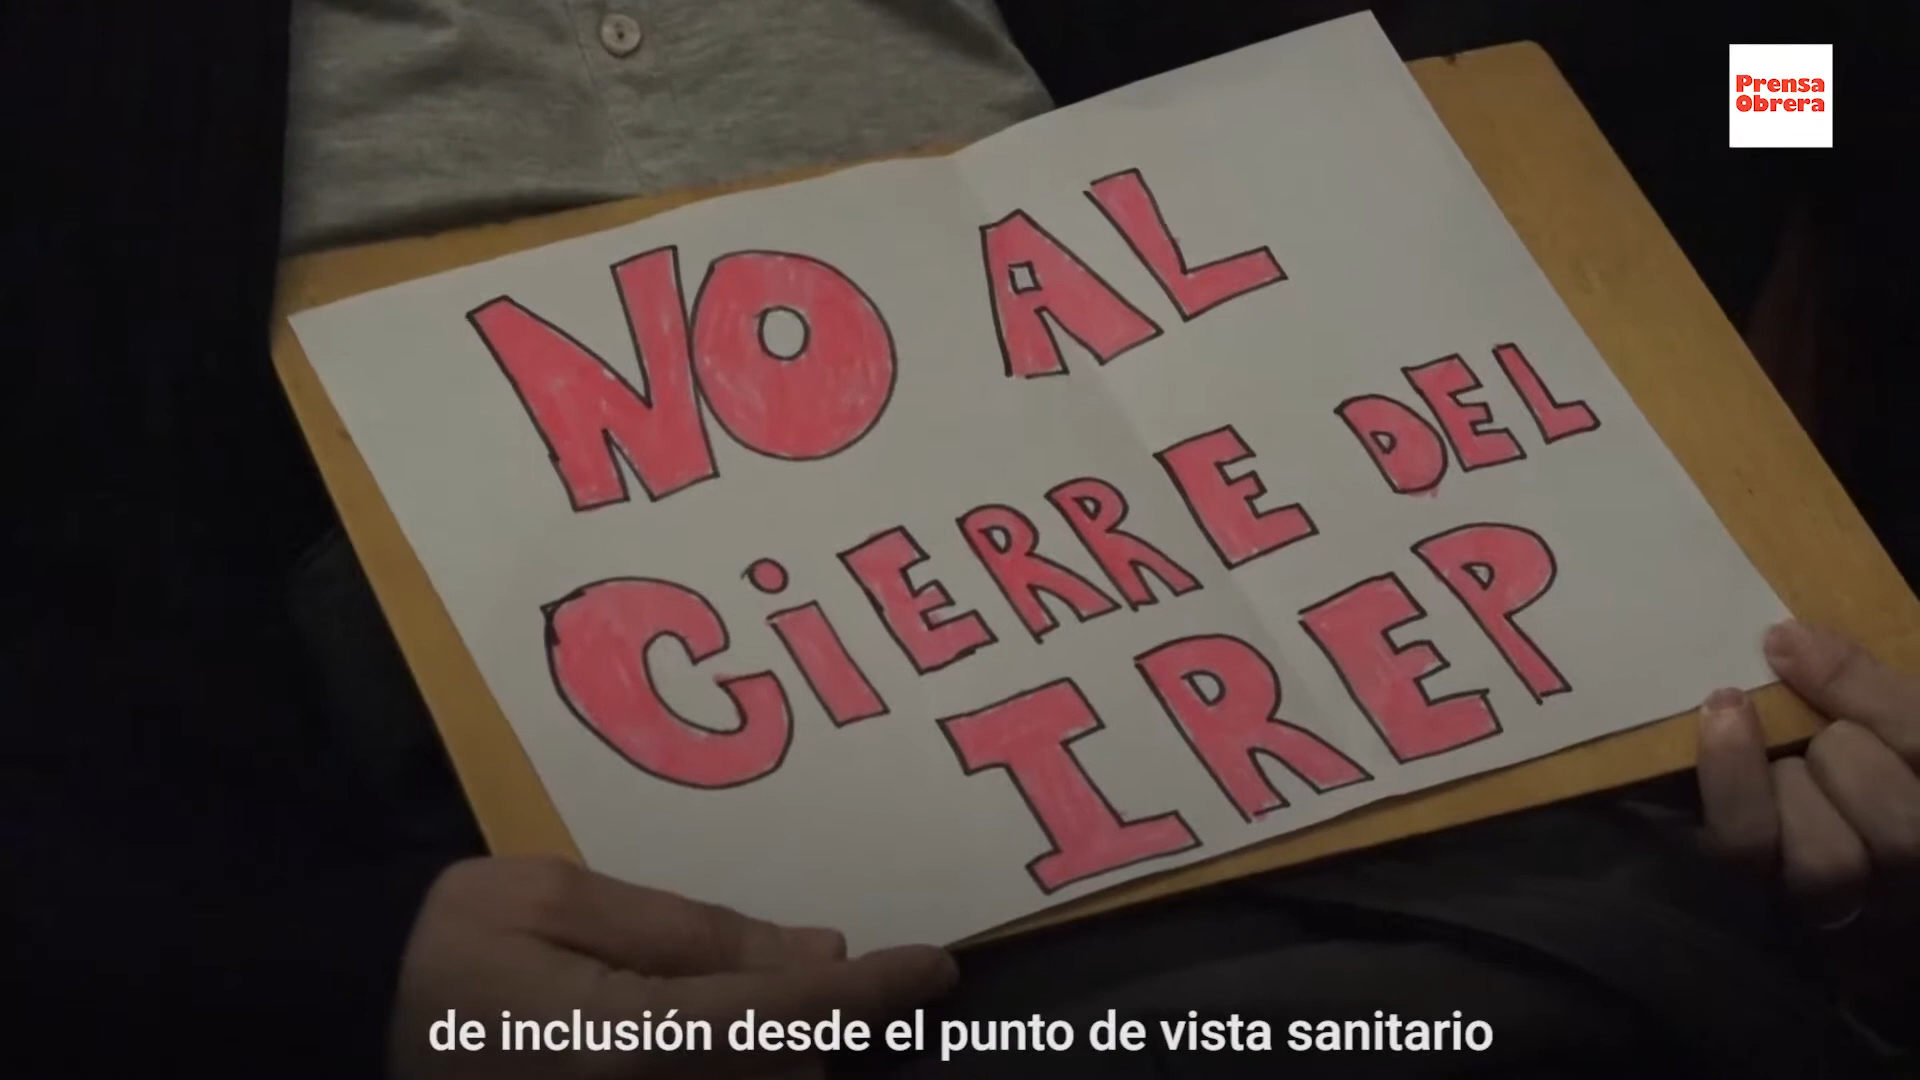 Prensa
Obrera
NO AL
CiERRE DEL
IREP
de inclusión desde el punto de vista sanitario